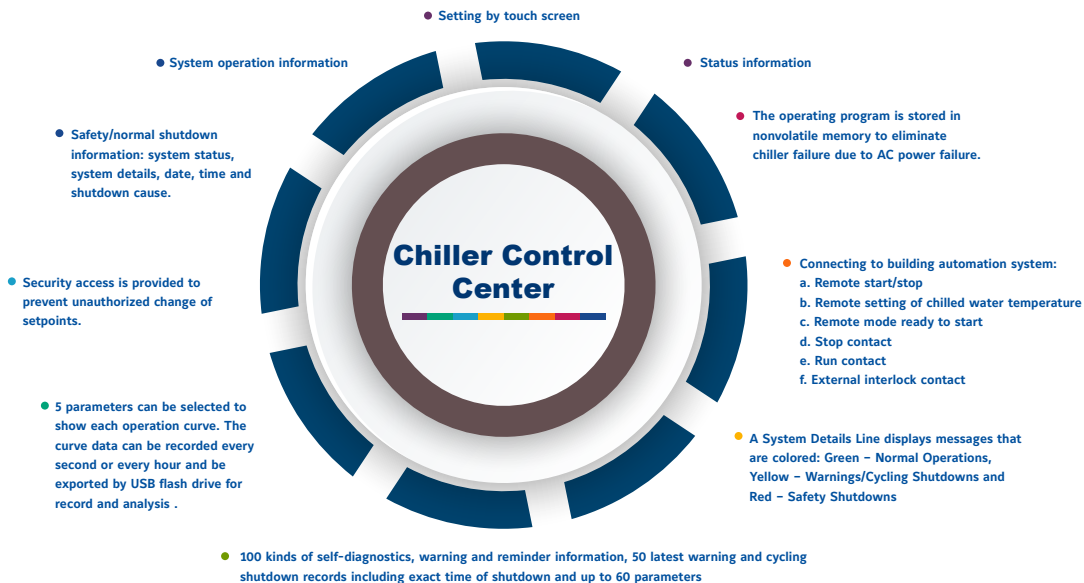 Setting by touch screen
System operation information
Status information
Safety/normal shutdown
information: system status,
system details, date, time and
shutdown cause.
The operating program is stored in
nonvolatile memory to eliminate
chiller failure due to AC power failure.
Chiller Control
Center
Security access is provided to
prevent unauthorized change of
setpoints.
Connecting to building automation system:
a. Remote start/stop
b. Remote setting of chilled water temperature
c. Remote mode ready to start
d. Stop contact
e. Run contact
f. External interlock contact
5 parameters can be selected to
show each operation curve. The
curve data can be recorded every
second or every hour and be
exported by USB flash drive for
record and analysis .
A System Details Line displays messages that
are colored: Green – Normal Operations,
Yellow – Warnings/Cycling Shutdowns and
Red – Safety Shutdowns
100 kinds of self-diagnostics, warning and reminder information, 50 latest warning and cycling
shutdown records including exact time of shutdown and up to 60 parameters